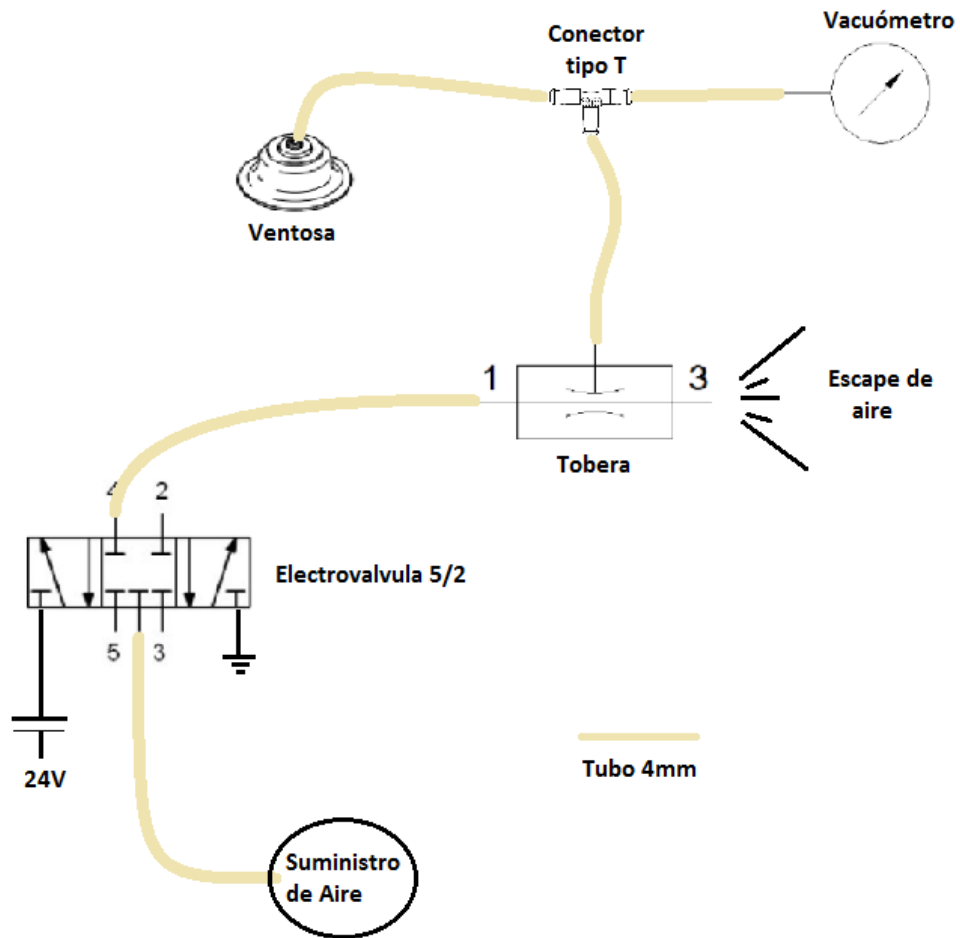 Vacuómetro
Conector
tipo T
Ventosa
1
3
Escape de
aire
Tobera
4
2
Electrovalvula 5/2
5
3
24V
Tubo 4mm
Suministro
de Aire